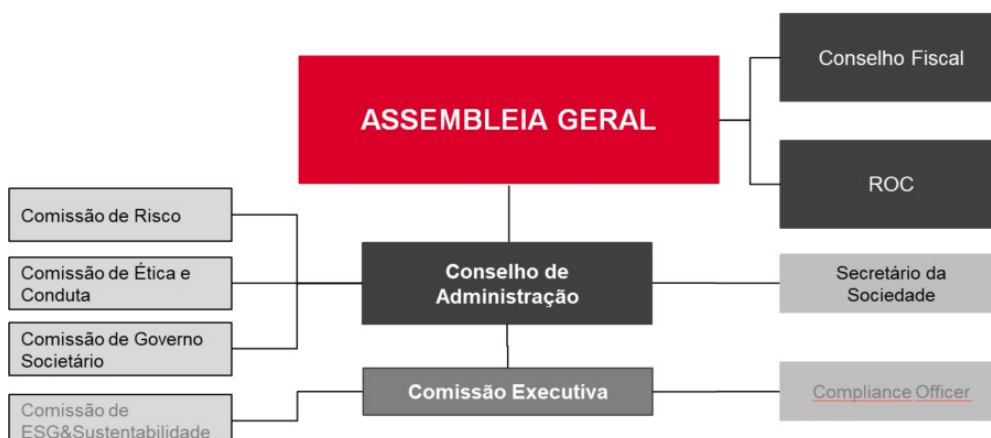 Conselho Fiscal
ASSEMBLEIA GERAL
ROC
Comissão de Risco
Comissão de Ética e
Conduta
Conselho de
Administração
Secretário da
Sociedade
Comissão de Governo
Societário
Comissão Executiva
Compliance Officer
Comissão de
ESG&Sustentabilidade